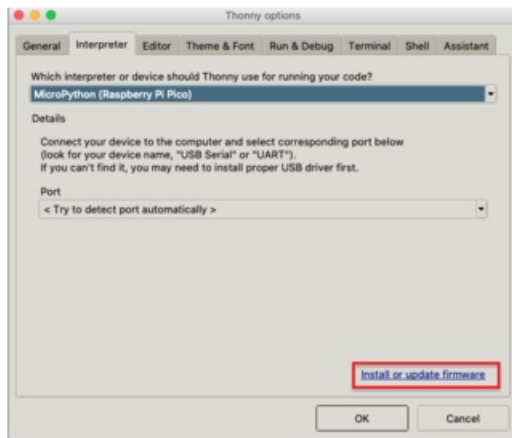 Thonny options
General Interpreter Editor Theme & Font Run & Debug Terminal Shell Assistant
Which interpreter or device should Thonny use for running your code?
MicroPython (Raspberry Pi Pico)
Details
Connect your device to the computer and select corresponding port below
(look for your device name, "USB Serial" or "UART").
If you can't find it, you may need to install proper USB driver first.
Port
< Try to detect port automatically >
Install or update firmware
OK Cancel